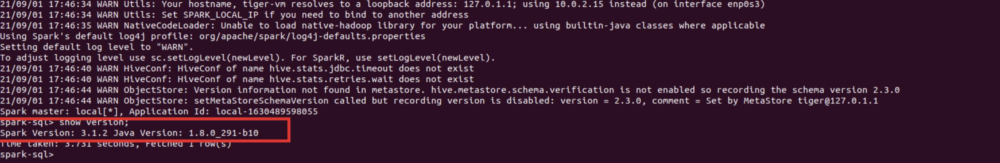 21/09/01 17:46:34 WARN Utils: Your hostname, tiger-vm resolves to a loopback address: 127.0.1.1; using 10.0.2.15 instead (on interface enp0s3)
21/09/01 17:46:34 WARN Utils: Set SPARK_LOCAL_IP if you need to bind to another address
21/09/01 17:46:35 WARN NativeCodeLoader: Unable to load native-hadoop library for your platform... using builtin-java classes where applicable
Using Spark's default log4j profile: org/apache/spark/log4j-defaults.properties
Setting default log level to "WARN".
To adjust logging level use sc.setLogLevel(newLevel). For SparkR, use setLogLevel(newLevel).
21/09/01 17:46:40 WARN HiveConf: HiveConf of name hive.stats.jdbc.timeout does not exist
21/09/01 17:46:40 WARN HiveConf: HiveConf of name hive.stats.retries.wait does not exist
21/09/01 17:46:44 WARN ObjectStore: Version information not found in metastore. hive.metastore.schema.verification is not enabled so recording the schema version 2.3.0
21/09/01 17:46:44 WARN ObjectStore: setMetaStoreSchemaVersion called but recording version is disabled: version = 2.3.0, comment = Set by MetaStore tiger@127.0.1.1
Spark master: local[*], Application Id: local-1630489598055
spark-sql> show version;
Spark Version: 3.1.2 Java Version: 1.8.0_291-b10
Time taken: 3.731 seconds, Fetched 1 row(s)
spark-sql>